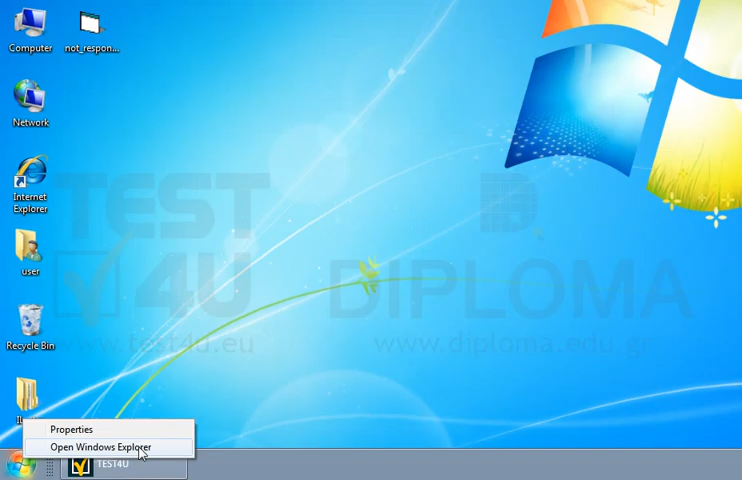 Computer
not_respon...
Network
Internet
Explorer
user
Recycle Bin
TEST
4U
DIPLOMA
www.test4u.eu
www.diploma.edu.gr
Properties
Open Windows Explorer
TEST4U